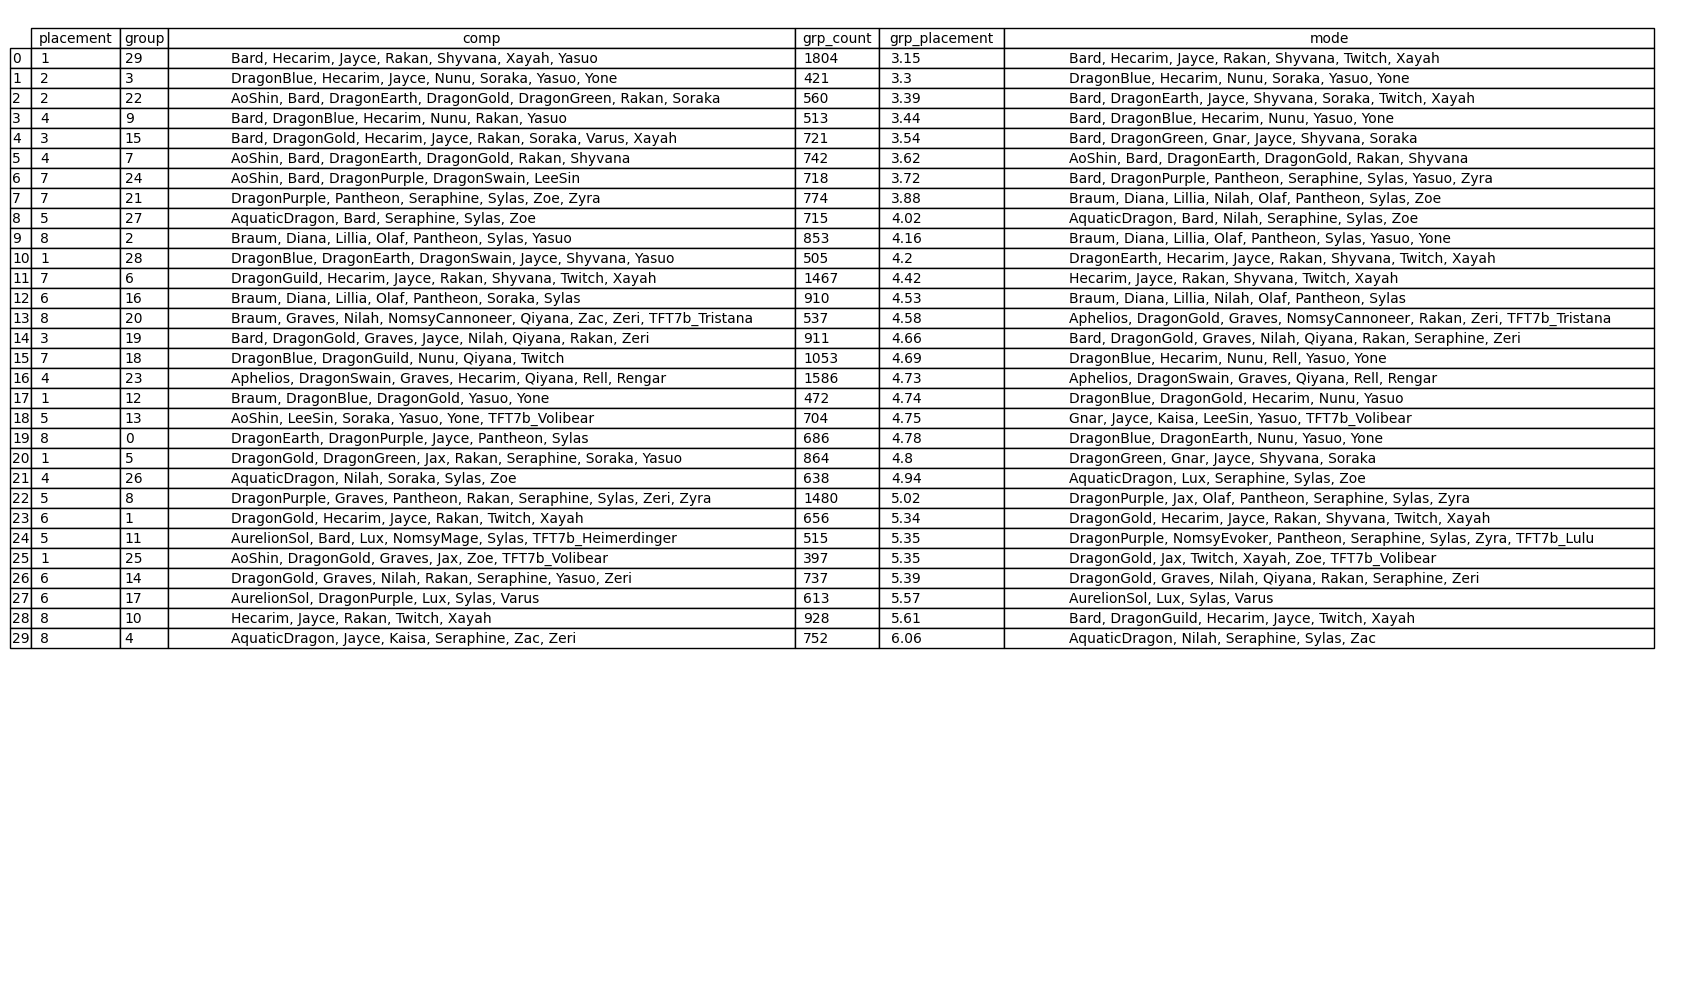 placement group comp grp_count grp_placement mode
0 1 29 Bard, Hecarim, Jayce, Rakan, Shyvana, Xayah, Yasuo 1804 3.15 Bard, Hecarim, Jayce, Rakan, Shyvana, Twitch, Xayah
1 2 3 DragonBlue, Hecarim, Jayce, Nunu, Soraka, Yasuo, Yone 421 3.3 DragonBlue, Hecarim, Nunu, Soraka, Yasuo, Yone
2 2 22 AoShin, Bard, DragonEarth, DragonGold, DragonGreen, Rakan, Soraka 560 3.39 Bard, DragonEarth, Jayce, Shyvana, Soraka, Twitch, Xayah
3 4 9 Bard, DragonBlue, Hecarim, Nunu, Rakan, Yasuo 513 3.44 Bard, DragonBlue, Hecarim, Nunu, Yasuo, Yone
4 3 15 Bard, DragonGold, Hecarim, Jayce, Rakan, Soraka, Varus, Xayah 721 3.54 Bard, DragonGreen, Gnar, Jayce, Shyvana, Soraka
5 4 7 AoShin, Bard, DragonEarth, DragonGold, Rakan, Shyvana 742 3.62 AoShin, Bard, DragonEarth, DragonGold, Rakan, Shyvana
6 7 24 AoShin, Bard, DragonPurple, DragonSwain, LeeSin 718 3.72 Bard, DragonPurple, Pantheon, Seraphine, Sylas, Yasuo, Zyra
7 7 21 DragonPurple, Pantheon, Seraphine, Sylas, Zoe, Zyra 774 3.88 Braum, Diana, Lillia, Nilah, Olaf, Pantheon, Sylas, Zoe
8 5 27 AquaticDragon, Bard, Seraphine, Sylas, Zoe 715 4.02 AquaticDragon, Bard, Nilah, Seraphine, Sylas, Zoe
9 8 2 Braum, Diana, Lillia, Olaf, Pantheon, Sylas, Yasuo 853 4.16 Braum, Diana, Lillia, Olaf, Pantheon, Sylas, Yasuo, Yone
10 1 28 DragonBlue, DragonEarth, DragonSwain, Jayce, Shyvana, Yasuo 505 4.2 DragonEarth, Hecarim, Jayce, Rakan, Shyvana, Twitch, Xayah
11 7 6 DragonGuild, Hecarim, Jayce, Rakan, Shyvana, Twitch, Xayah 1467 4.42 Hecarim, Jayce, Rakan, Shyvana, Twitch, Xayah
12 6 16 Braum, Diana, Lillia, Olaf, Pantheon, Soraka, Sylas 910 4.53 Braum, Diana, Lillia, Nilah, Olaf, Pantheon, Sylas
13 8 20 Braum, Graves, Nilah, NomsyCannoneer, Qiyana, Zac, Zeri, TFT7b_Tristana 537 4.58 Aphelios, DragonGold, Graves, NomsyCannoneer, Rakan, Zeri, TFT7b_Tristana
14 3 19 Bard, DragonGold, Graves, Jayce, Nilah, Qiyana, Rakan, Zeri 911 4.66 Bard, DragonGold, Graves, Nilah, Qiyana, Rakan, Seraphine, Zeri
15 7 18 DragonBlue, DragonGuild, Nunu, Qiyana, Twitch 1053 4.69 DragonBlue, Hecarim, Nunu, Rell, Yasuo, Yone
16 4 23 Aphelios, DragonSwain, Graves, Hecarim, Qiyana, Rell, Rengar 1586 4.73 Aphelios, DragonSwain, Graves, Qiyana, Rell, Rengar
17 1 12 Braum, DragonBlue, DragonGold, Yasuo, Yone 472 4.74 DragonBlue, DragonGold, Hecarim, Nunu, Yasuo
18 5 13 AoShin, LeeSin, Soraka, Yasuo, Yone, TFT7b_Volibear 704 4.75 Gnar, Jayce, Kaisa, LeeSin, Yasuo, TFT7b_Volibear
19 8 0 DragonEarth, DragonPurple, Jayce, Pantheon, Sylas 686 4.78 DragonBlue, DragonEarth, Nunu, Yasuo, Yone
20 1 5 DragonGold, DragonGreen, Jax, Rakan, Seraphine, Soraka, Yasuo 864 4.8 DragonGreen, Gnar, Jayce, Shyvana, Soraka
21 4 26 AquaticDragon, Nilah, Soraka, Sylas, Zoe 638 4.94 AquaticDragon, Lux, Seraphine, Sylas, Zoe
22 5 8 DragonPurple, Graves, Pantheon, Rakan, Seraphine, Sylas, Zeri, Zyra 1480 5.02 DragonPurple, Jax, Olaf, Pantheon, Seraphine, Sylas, Zyra
23 6 1 DragonGold, Hecarim, Jayce, Rakan, Twitch, Xayah 656 5.34 DragonGold, Hecarim, Jayce, Rakan, Shyvana, Twitch, Xayah
24 5 11 AurelionSol, Bard, Lux, NomsyMage, Sylas, TFT7b_Heimerdinger 515 5.35 DragonPurple, NomsyEvoker, Pantheon, Seraphine, Sylas, Zyra, TFT7b_Lulu
25 1 25 AoShin, DragonGold, Graves, Jax, Zoe, TFT7b_Volibear 397 5.35 DragonGold, Jax, Twitch, Xayah, Zoe, TFT7b_Volibear
26 6 14 DragonGold, Graves, Nilah, Rakan, Seraphine, Yasuo, Zeri 737 5.39 DragonGold, Graves, Nilah, Qiyana, Rakan, Seraphine, Zeri
27 6 17 AurelionSol, DragonPurple, Lux, Sylas, Varus 613 5.57 AurelionSol, Lux, Sylas, Varus
28 8 10 Hecarim, Jayce, Rakan, Twitch, Xayah 928 5.61 Bard, DragonGuild, Hecarim, Jayce, Twitch, Xayah
29 8 4 AquaticDragon, Jayce, Kaisa, Seraphine, Zac, Zeri 752 6.06 AquaticDragon, Nilah, Seraphine, Sylas, Zac